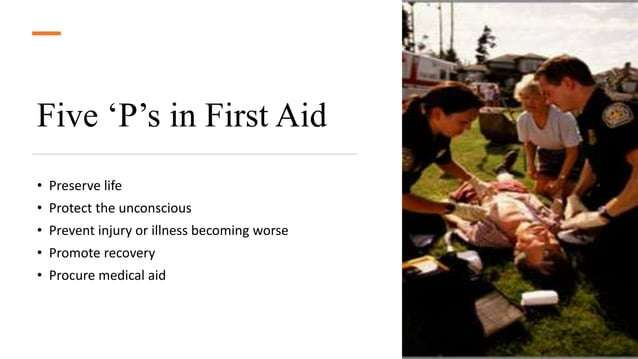 Five ‘P’s in First Aid
• Preserve life
• Protect the unconscious
• Prevent injury or illness becoming worse
• Promote recovery
• Procure medical aid